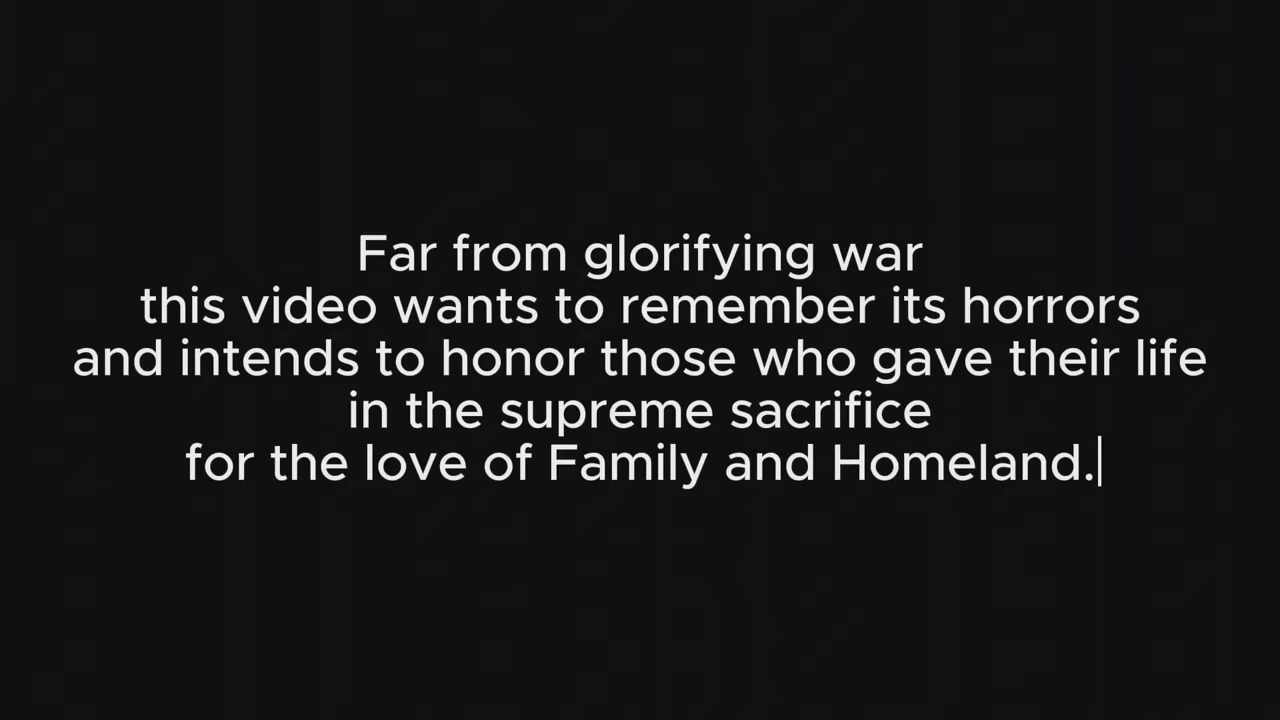 Far from glorifying war
this video wants to remember its horrors
and intends to honor those who gave their life
in the supreme sacrifice
for the love of Family and Homeland.